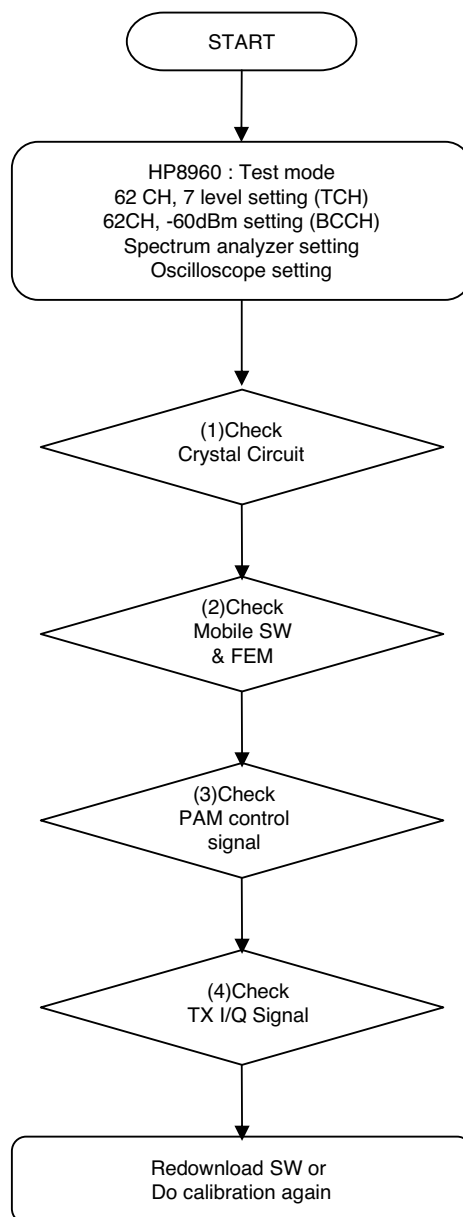 START
HP8960 : Test mode
62 CH, 7 level setting (TCH)
62CH, -60dBm setting (BCCH)
Spectrum analyzer setting
Oscilloscope setting
(1)Check
Crystal Circuit
(2)Check
Mobile SW
& FEM
(3)Check
PAM control
signal
(4)Check
TX I/Q Signal
Redownload SW or
Do calibration again